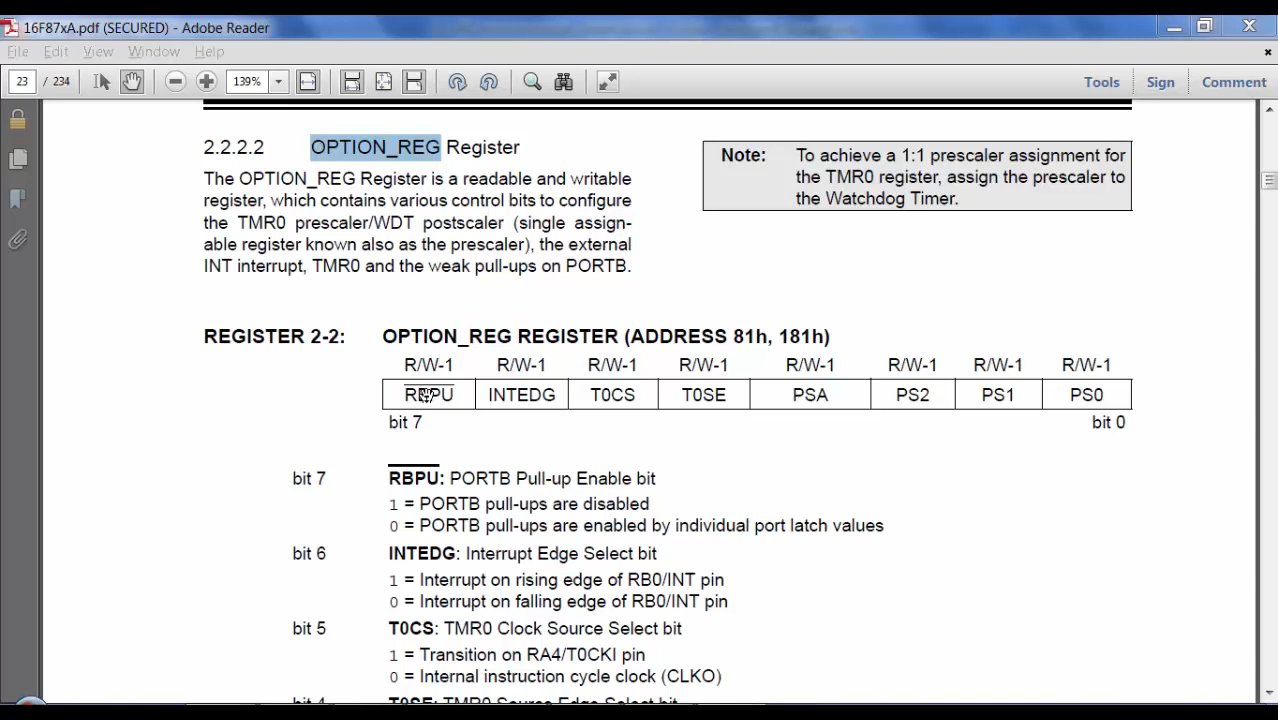 16F87xA.pdf (SECURED) - Adobe Reader
File Edit View Window Help
23 / 234 139% Tools Sign Comment
2.2.2.2 OPTION_REG Register
The OPTION_REG Register is a readable and writable
register, which contains various control bits to configure
the TMR0 prescaler/WDT postscaler (single assign-
able register known also as the prescaler), the external
INT interrupt, TMR0 and the weak pull-ups on PORTB.
Note: To achieve a 1:1 prescaler assignment for
the TMR0 register, assign the prescaler to
the Watchdog Timer.
REGISTER 2-2: OPTION_REG REGISTER (ADDRESS 81h, 181h)
R/W-1 R/W-1 R/W-1 R/W-1 R/W-1 R/W-1 R/W-1 R/W-1
RBPU INTEDG T0CS T0SE PSA PS2 PS1 PS0
bit 7 bit 0
bit 7 RBPU: PORTB Pull-up Enable bit
1 = PORTB pull-ups are disabled
0 = PORTB pull-ups are enabled by individual port latch values
bit 6 INTEDG: Interrupt Edge Select bit
1 = Interrupt on rising edge of RB0/INT pin
0 = Interrupt on falling edge of RB0/INT pin
bit 5 T0CS: TMR0 Clock Source Select bit
1 = Transition on RA4/T0CKI pin
0 = Internal instruction cycle clock (CLKO)
bit 4 T0SE: TMR0 Source Edge Select bit